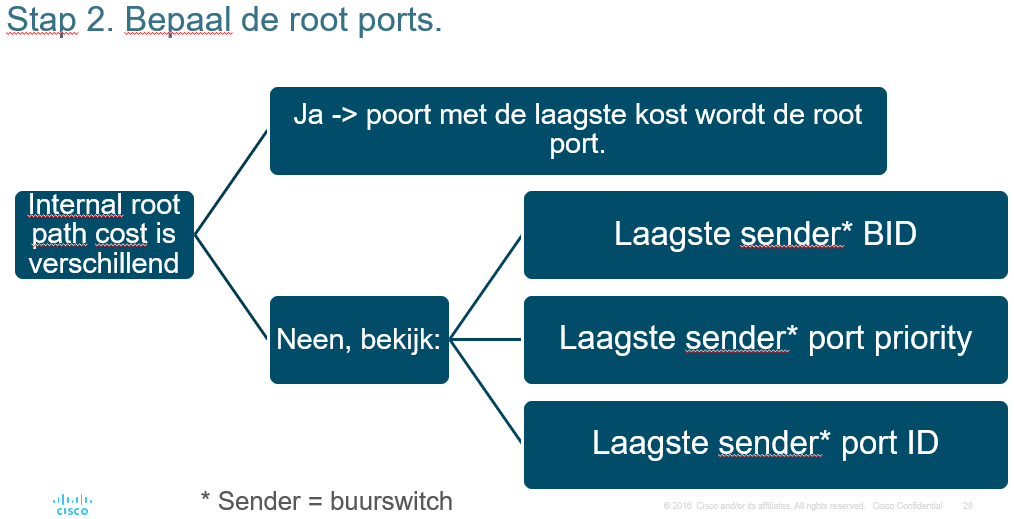 Stap 2. Bepaal de root ports.
Ja -> poort met de laagste kost wordt de root
port.
Internal root
path cost is
verschillend
Laagste sender* BID
Neen, bekijk:
Laagste sender* port priority
Laagste sender* port ID
* Sender = buurswitch
CISCO
© 2016 Cisco and/or its affiliates. All rights reserved. Cisco Confidential 28